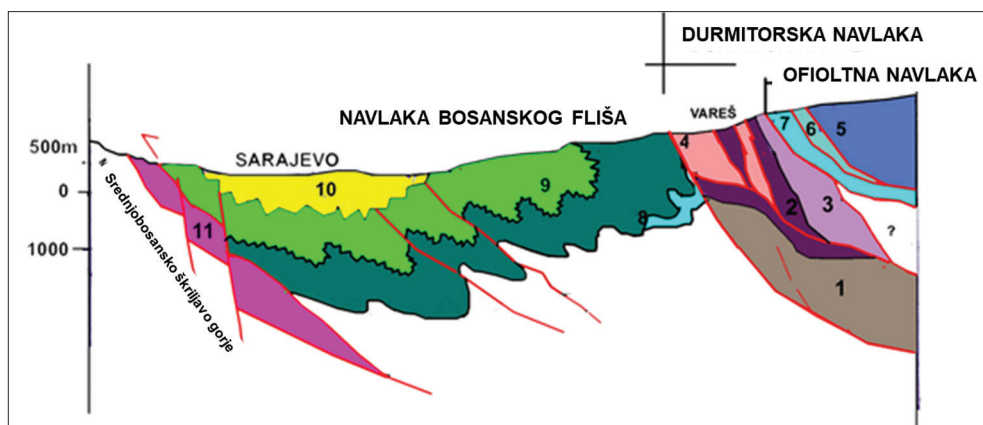 DURMITORSKA NAVLAKA
OFIOLTNA NAVLAKA
NAVLAKA BOSANSKOG FLIŠA
VAREŠ
SARAJEVO
500m
0
1000
Srednjobosansko škriljavo gorje
11
10
9
8
4
2
3
1
7
6
5
?